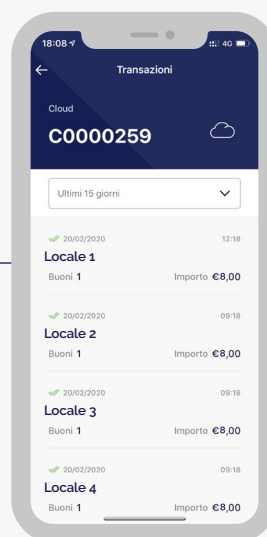 18:08 4G
Transazioni
Cloud
C0000259
Ultimi 15 giorni
20/02/2020 12:18
Locale 1
Buoni 1 Importo €8,00
20/02/2020 09:18
Locale 2
Buoni 1 Importo €8,00
20/02/2020 09:18
Locale 3
Buoni 1 Importo €8,00
20/02/2020 09:18
Locale 4
Buoni 1 Importo €8,00